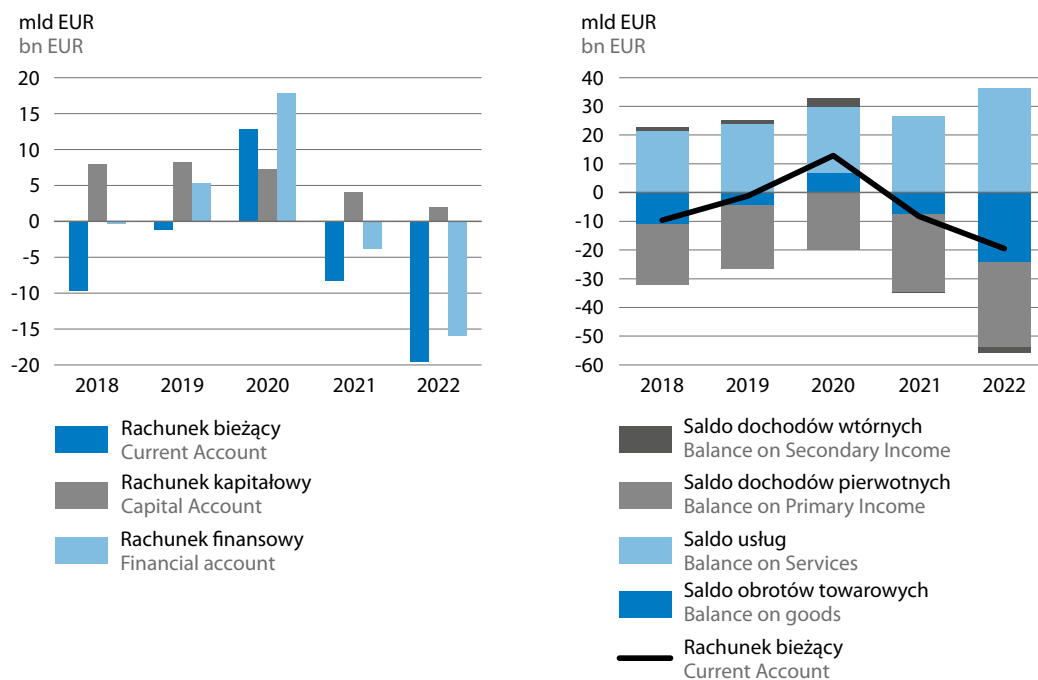 mld EUR
bn EUR
20
15
10
5
0
-5
-10
-15
-20
2018 2019 2020 2021 2022
Rachunek bieżący
Current Account
Rachunek kapitałowy
Capital Account
Rachunek finansowy
Financial account
mld EUR
bn EUR
40
30
20
10
0
-10
-20
-30
-40
-50
-60
2018 2019 2020 2021 2022
Saldo dochodów wtórnych
Balance on Secondary Income
Saldo dochodów pierwotnych
Balance on Primary Income
Saldo usług
Balance on Services
Saldo obrotów towarowych
Balance on goods
Rachunek bieżący
Current Account